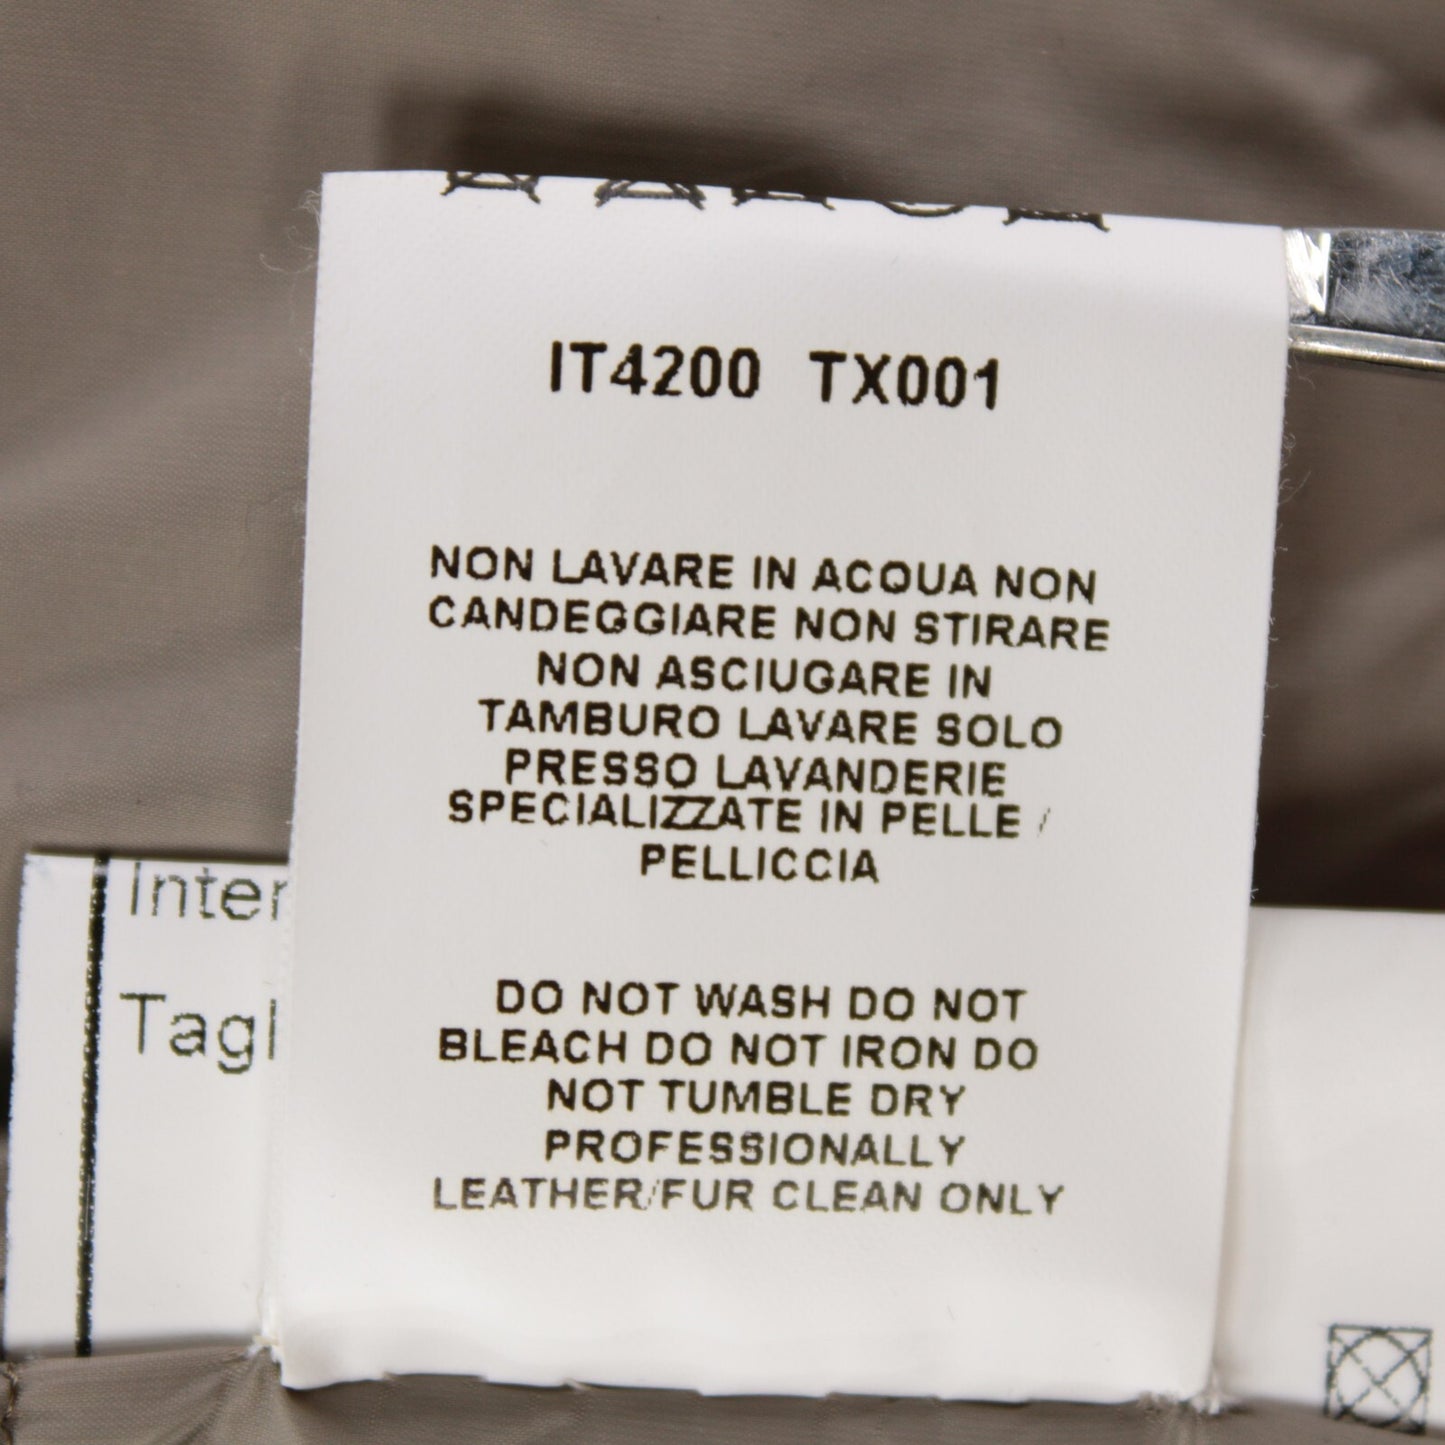 IT4200 TX001
NON LAVARE IN ACQUA NON
CANDEGGIARE NON STIRARE
NON ASCIUGARE IN
TAMBURO LAVARE SOLO
PRESSO LAVANDERIE
SPECIALIZZATE IN PELLE /
PELLICCIA
DO NOT WASH DO NOT
BLEACH DO NOT IRON DO
NOT TUMBLE DRY
PROFESSIONALLY
LEATHER/FUR CLEAN ONLY
Inter
Tagl